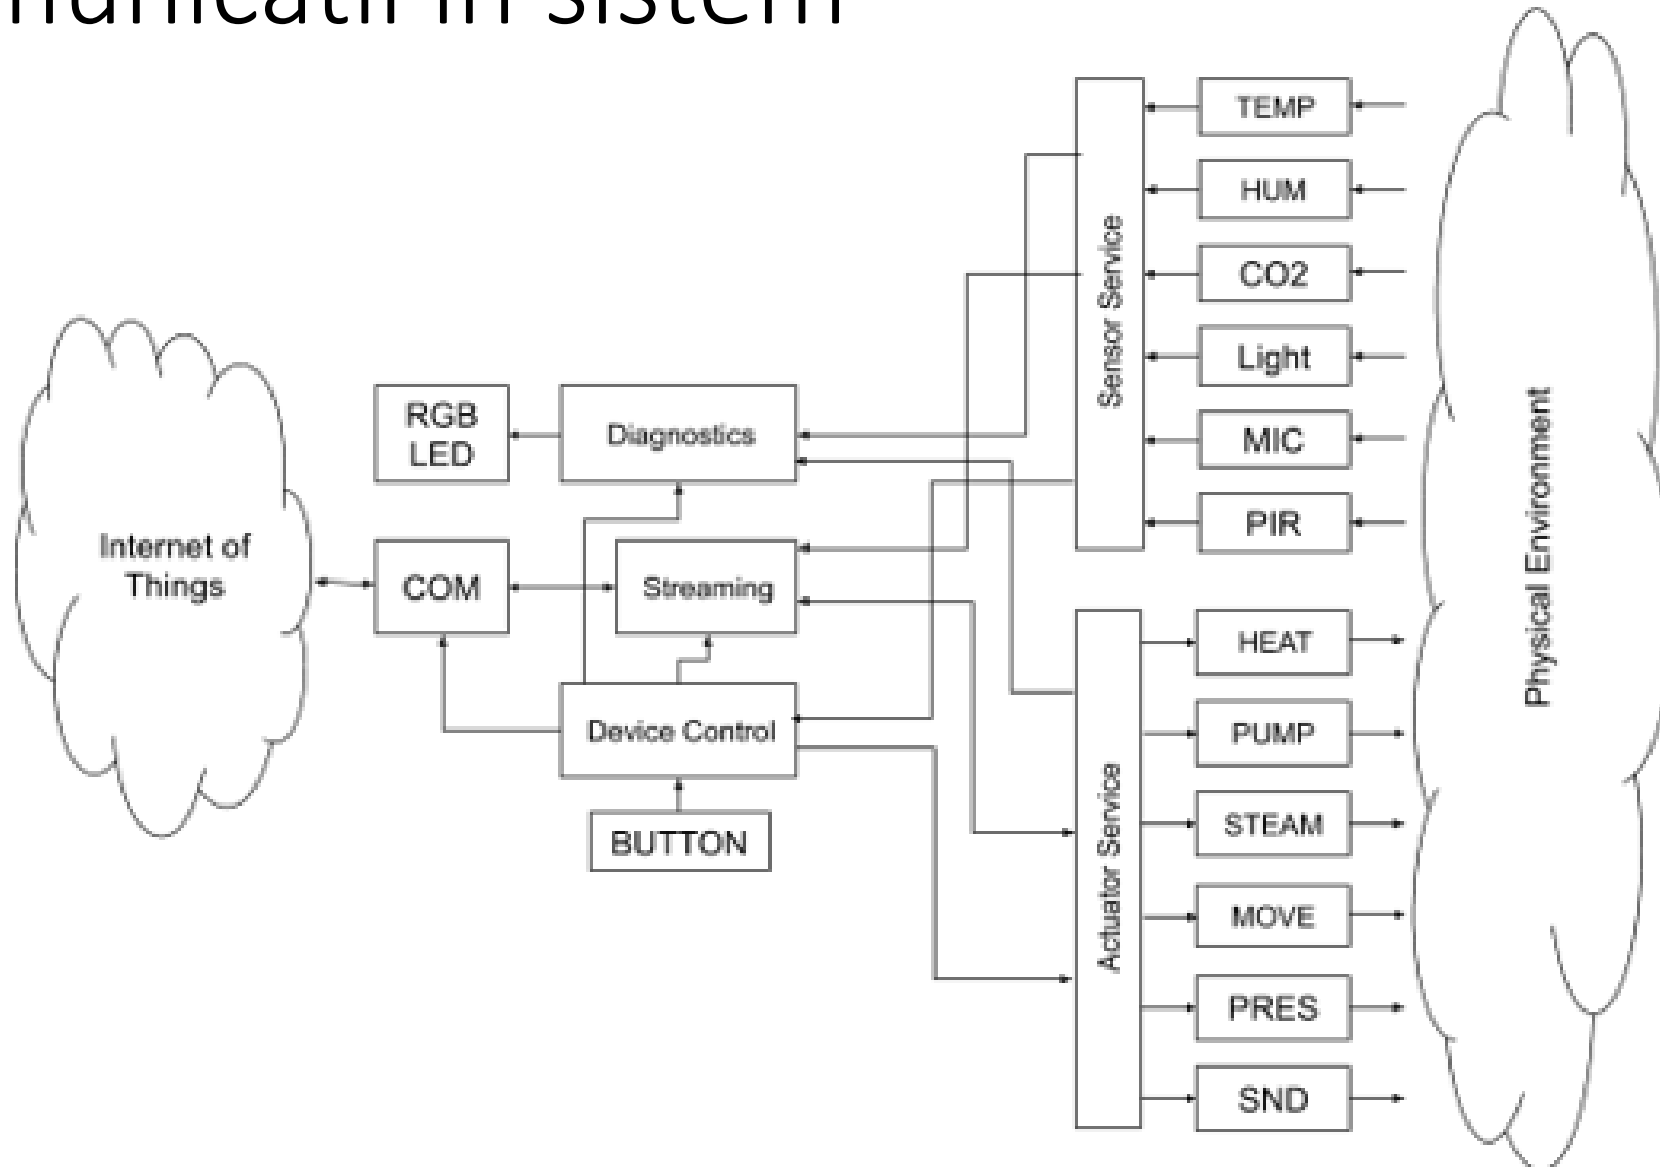 sistem
TEMP
HUM
CO2
Light
MIC
PIR
Sensor Service
RGB
LED
Diagnostics
Internet of
Things
COM
Streaming
Device Control
BUTTON
Actuator Service
HEAT
PUMP
STEAM
MOVE
PRES
SND
Physical Environment